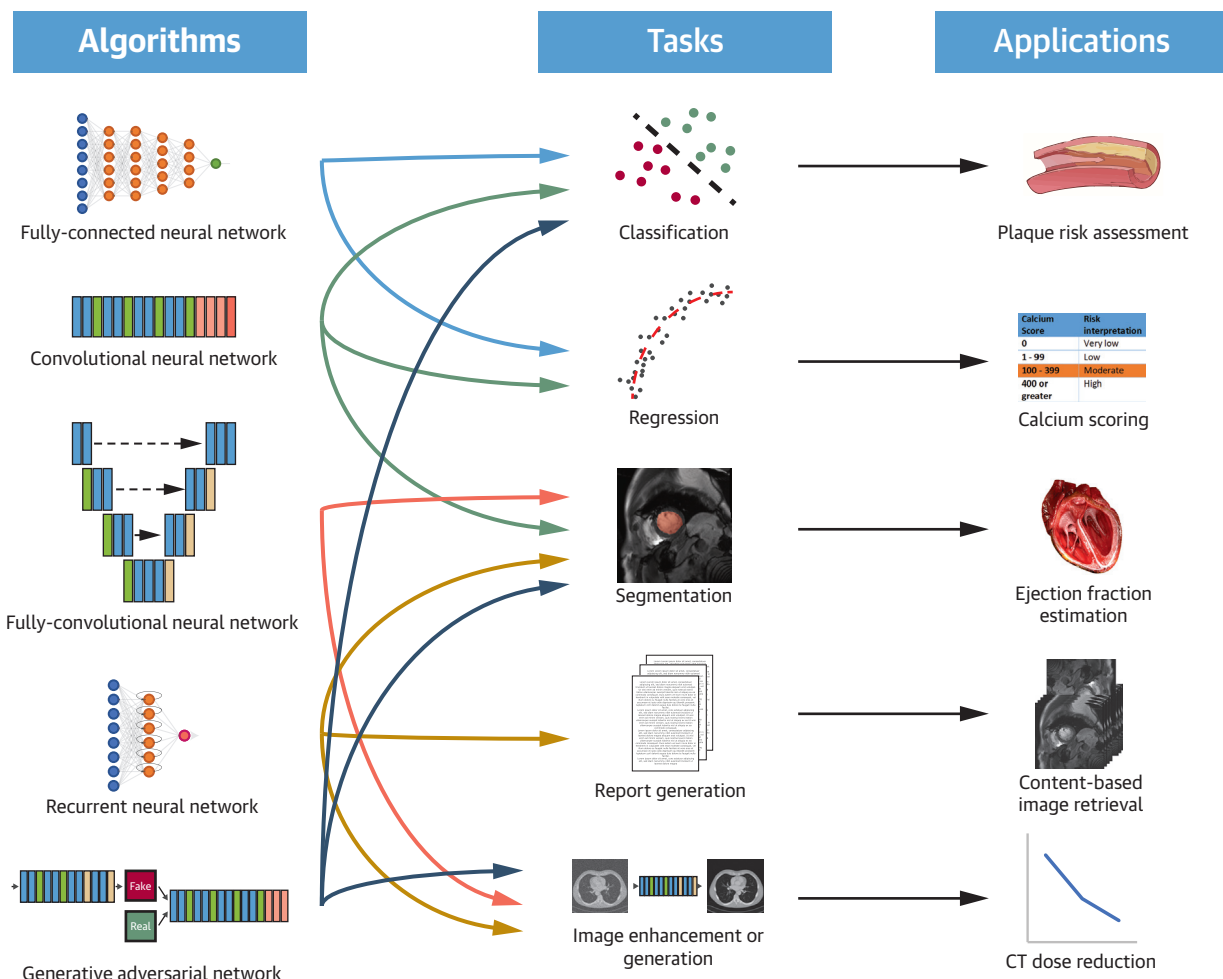 Algorithms
Tasks
Applications
Fully-connected neural network
Classification
Plaque risk assessment
Convolutional neural network
Regression
Calcium Score
Risk interpretation
0
Very low
1 - 99
Low
100 - 399
Moderate
400 or greater
High
Calcium scoring
Fully-convolutional neural network
Segmentation
Ejection fraction
estimation
Recurrent neural network
Report generation
Content-based
image retrieval
Fake
Real
Generative adversarial network
Image enhancement or
generation
CT dose reduction